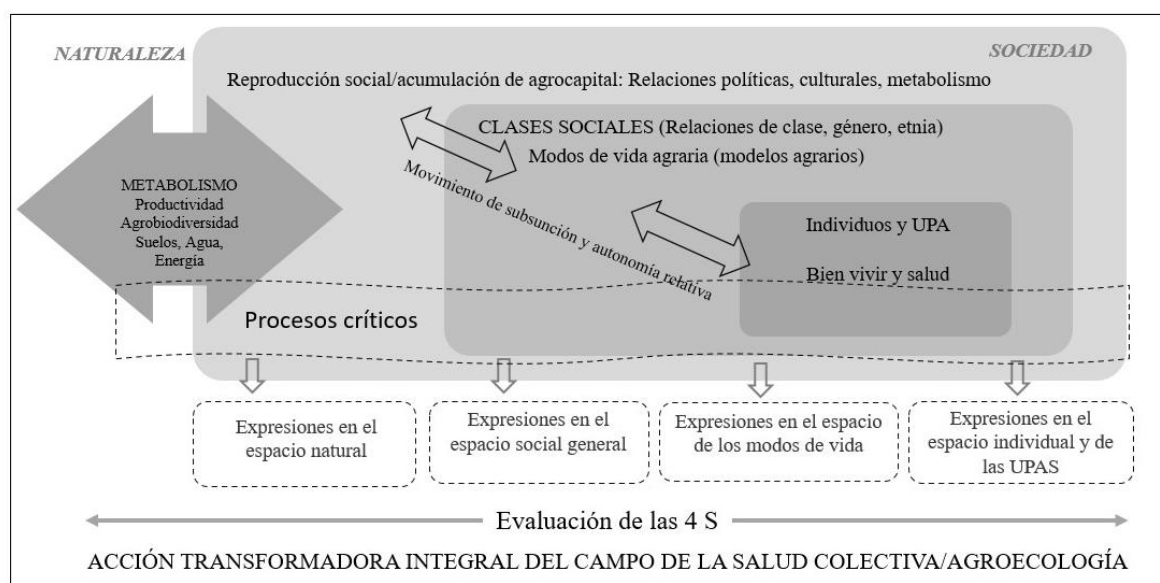 NATURALEZA
SOCIEDAD
Reproducción social/acumulación de agrocapital: Relaciones políticas, culturales, metabolismo
CLASES SOCIALES (Relaciones de clase, género, etnia)
Modos de vida agraria (modelos agrarios)
Movimiento de subsunción y autonomía relativa
METABOLISMO
Productividad
Agrobiodiversidad
Suelos, Agua,
Energía
Individuos y UPA
Bien vivir y salud
Procesos críticos
Expresiones en el
espacio natural
Expresiones en el
espacio social general
Expresiones en el espacio
de los modos de vida
Expresiones en el
espacio individual y de
las UPAS
Evaluación de las 4 S
ACCIÓN TRANSFORMADORA INTEGRAL DEL CAMPO DE LA SALUD COLECTIVA/AGROECOLOGÍA